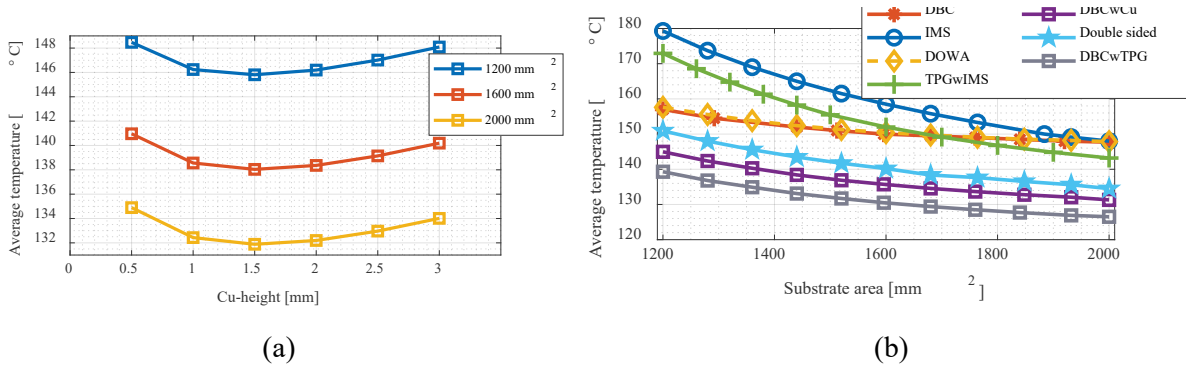 (a)
Average temperature [ ° C]
148
146
144
142
140
138
136
134
132
0
0.5
1
1.5
2
2.5
3
Cu-height [mm]
1200 mm 2
1600 mm 2
2000 mm 2
(a)
(b)
Average temperature [ ° C]
180
170
160
150
140
130
120
1200
1400
1600
1800
2000
Substrate area [mm 2 ]
DBC
IMS
DOWA
TPGwIMS
DBCwCu
Double sided
DBCwTPG
(b)